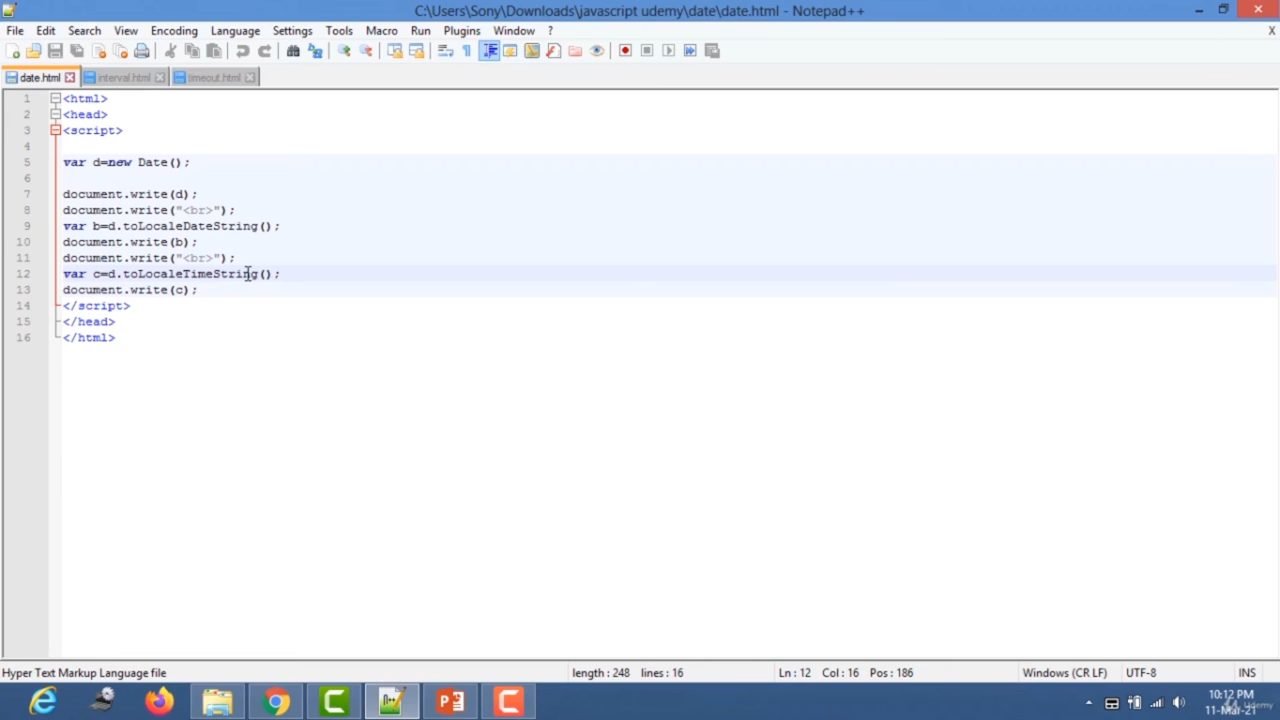 C:\Users\Sony\Downloads\javascript udemy\date\date.html - Notepad++
File Edit Search View Encoding Language Settings Tools Macro Run Plugins Window ? X
date.html interval.html timeout.html
1 <html>
2 <head>
3 <script>
4
5 var d=new Date();
6
7 document.write(d);
8 document.write("<br>");
9 var b=d.toLocaleDateString();
10 document.write(b);
11 document.write("<br>");
12 var c=d.toLocaleTimeString();
13 document.write(c);
14 </script>
15 </head>
16 </html>
Hyper Text Markup Language file length : 248 lines : 16 Ln : 12 Col : 16 Pos : 186 Windows (CR LF) UTF-8 INS
10:12 PM
11-Mar-21
Udemy